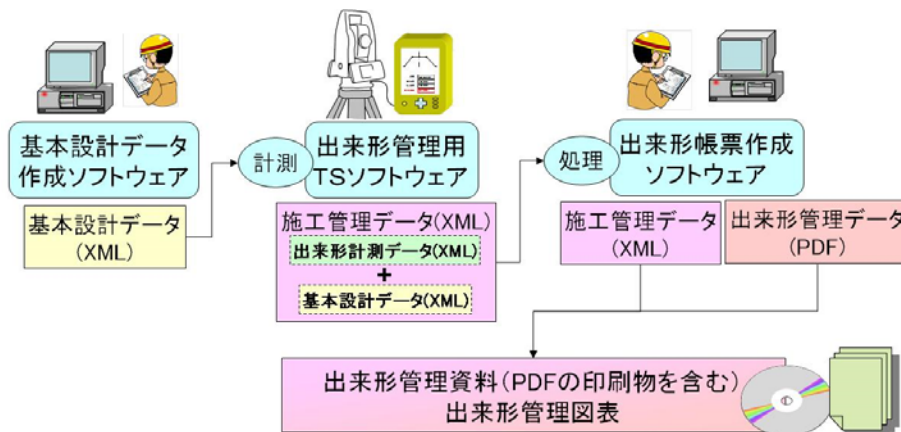 基本設計データ
作成ソフトウェア
基本設計データ
(XML)
計測
出来形管理用
TSソフトウェア
施工管理データ(XML)
出来形計測データ(XML)
+
基本設計データ(XML)
処理
出来形帳票作成
ソフトウェア
施工管理データ
(XML)
出来形管理データ
(PDF)
出来形管理資料(PDFの印刷物を含む)
出来形管理図表